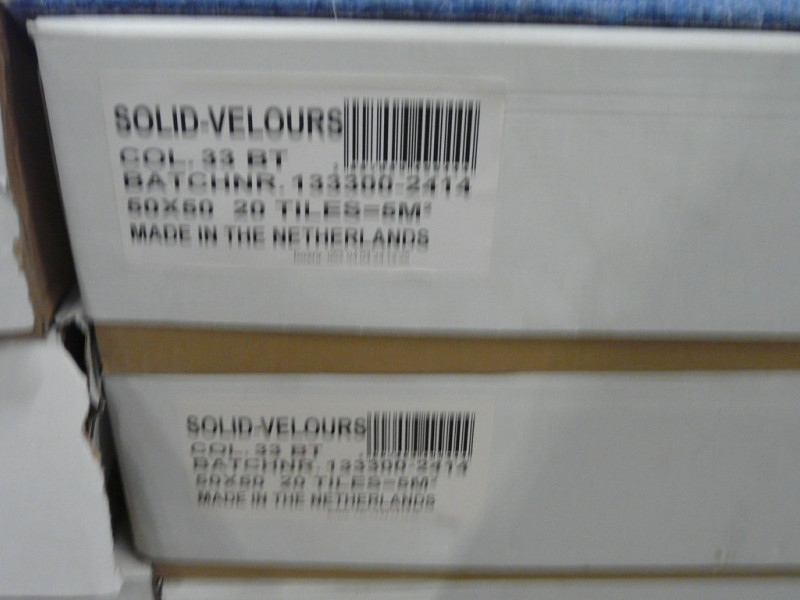 SOLID-VELOURS
COL. 33 BT
BATCHNR. 133300-2414
50X50 20 TILES=5M²
MADE IN THE NETHERLANDS
SOLID-VELOURS
COL. 33 BT
BATCHNR. 133300-2414
50X50 20 TILES=5M²
MADE IN THE NETHERLANDS